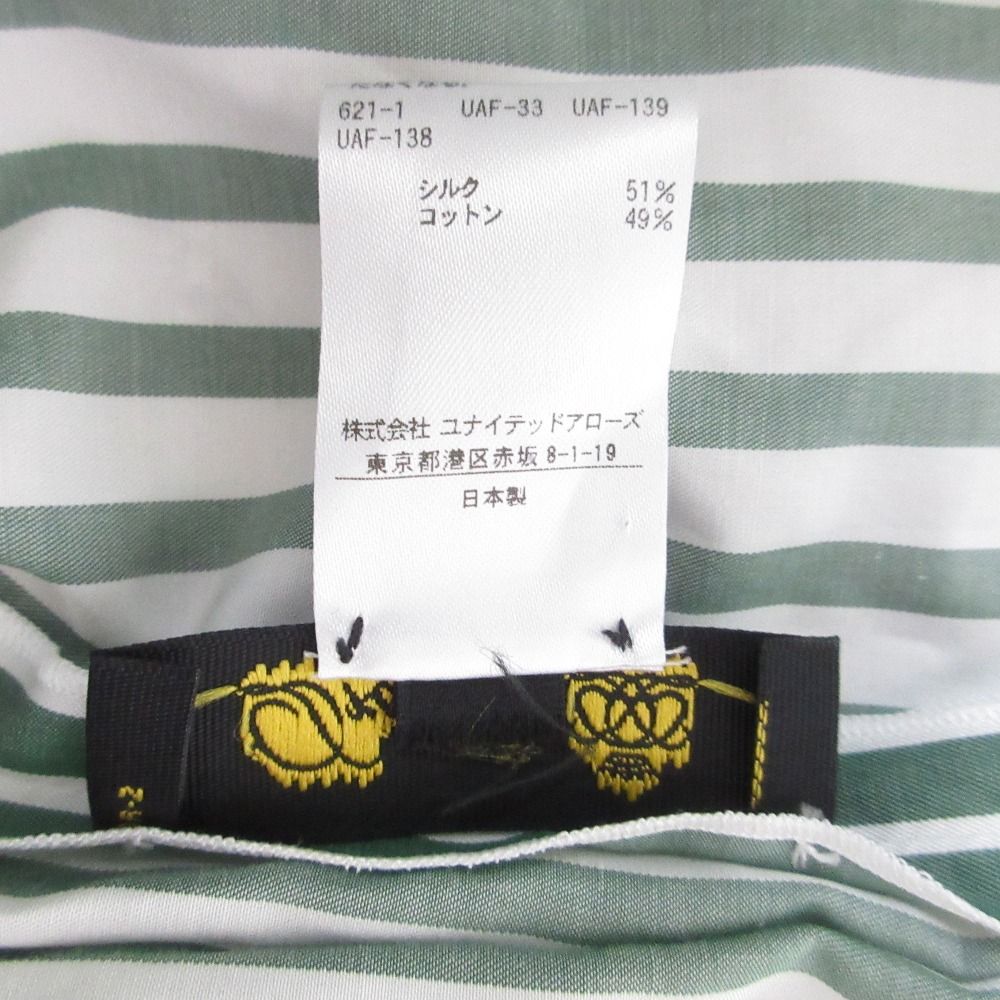 621-1 UAF-33 UAF-139
UAF-138
シルク 51%
コットン 49%
株式会社 ユナイテッドアローズ
東京都港区赤坂 8-1-19
日本製